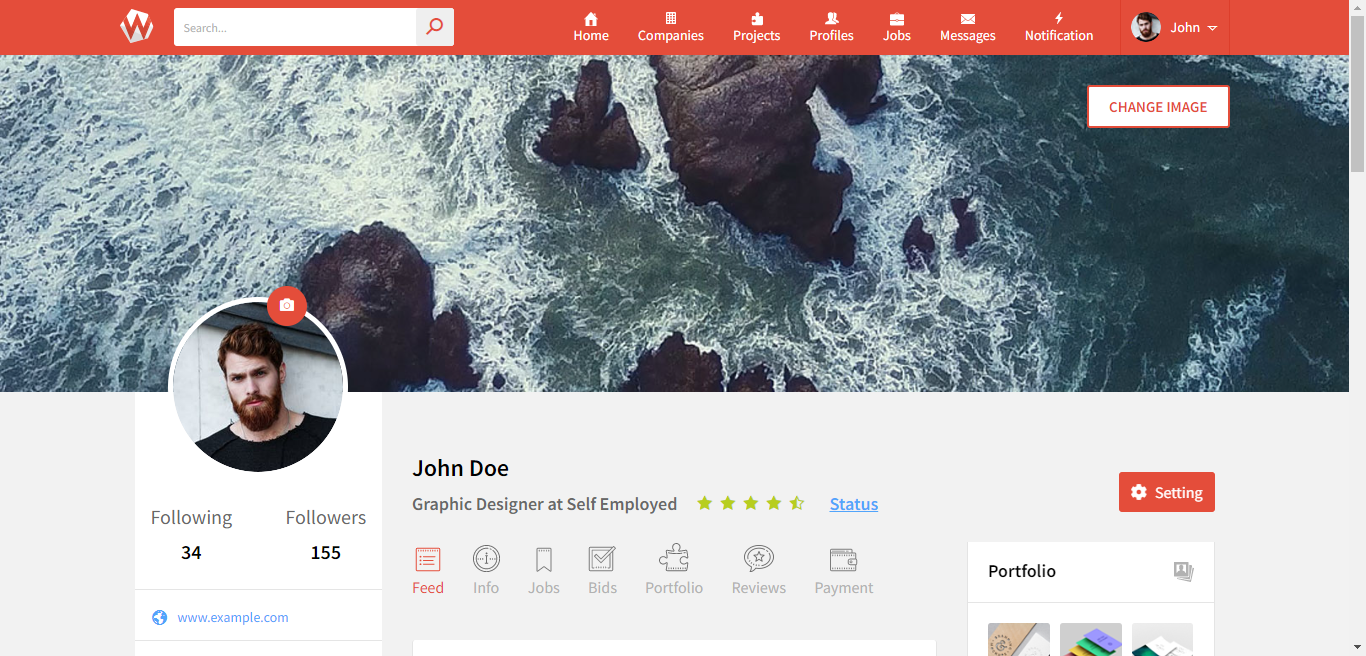 Search...
Home
Companies
Projects
Profiles
Jobs
Messages
Notification
John
CHANGE IMAGE
John Doe
Graphic Designer at Self Employed
Status
Setting
Following
Followers
34
155
Feed
Info
Jobs
Bids
Portfolio
Reviews
Payment
Portfolio
www.example.com